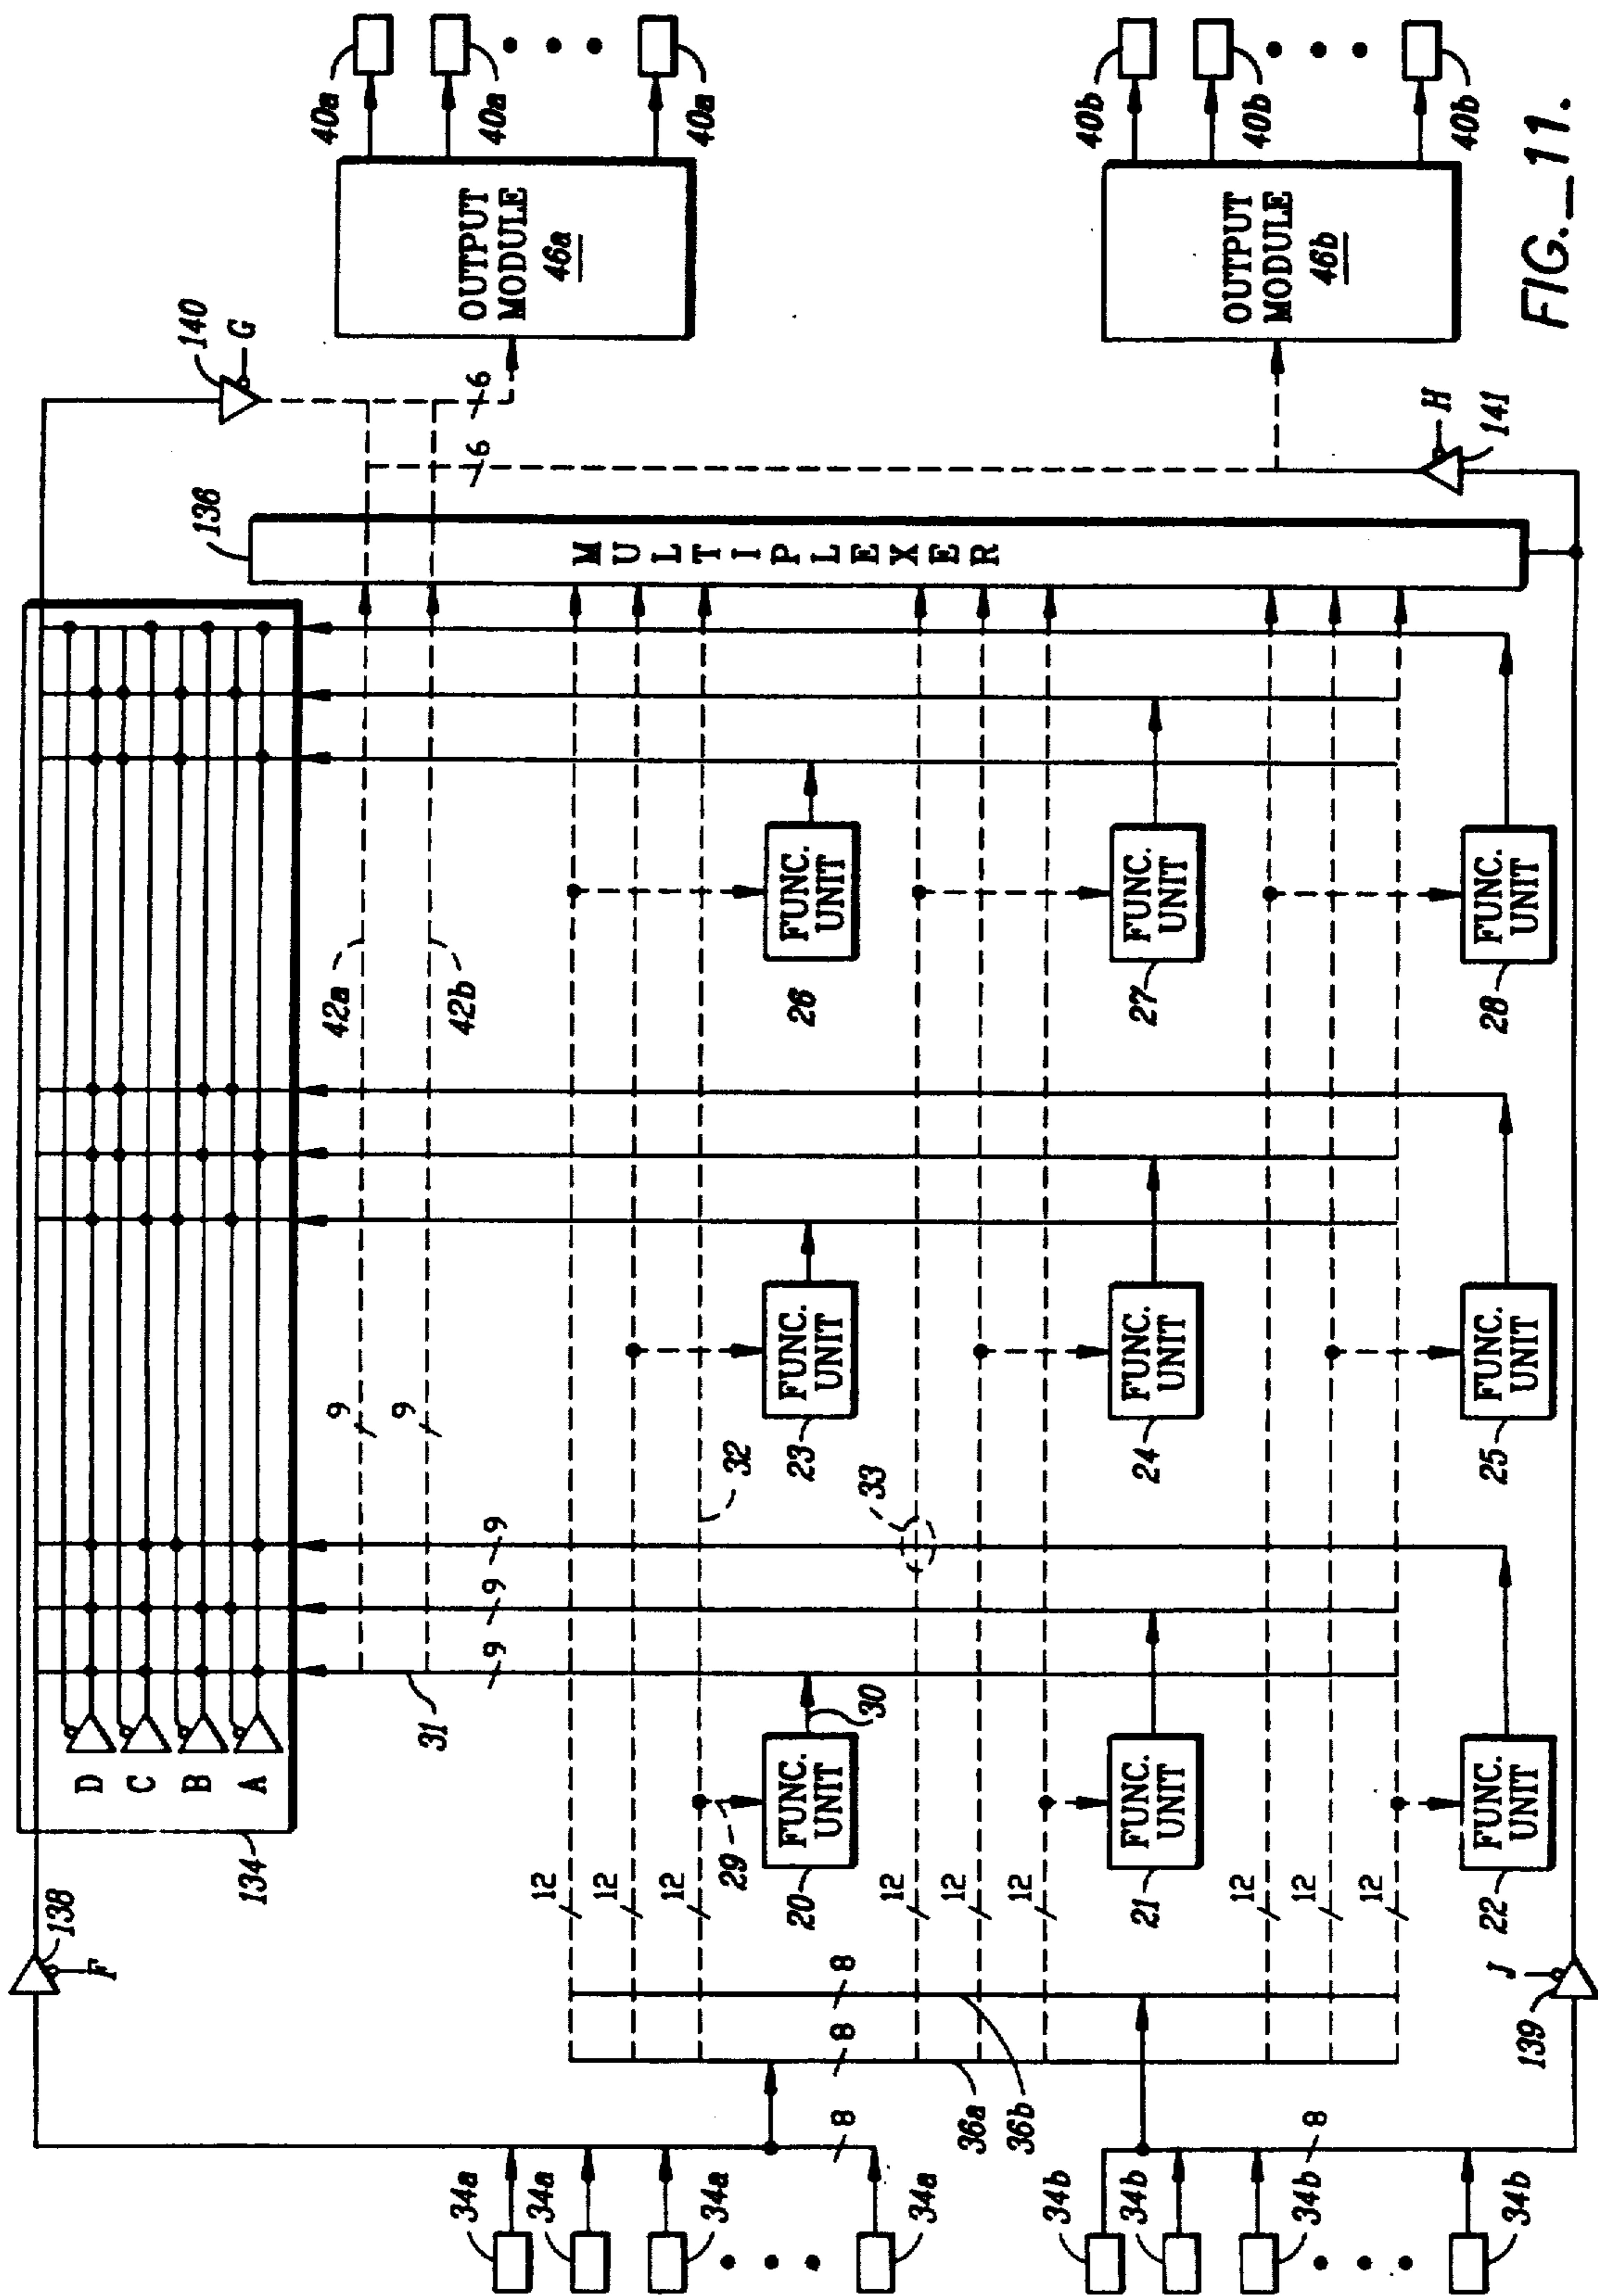 34a
34a
34a
34a
34b
34b
34b
34b
8
8
138
F
139
J
36a
36b
8
8
134
D
C
B
A
12
12
12
12
12
12
12
12
12
29
30
31
9
9
9
FUNC.
UNIT
20
FUNC.
UNIT
21
FUNC.
UNIT
22
32
33
9
9
FUNC.
UNIT
23
FUNC.
UNIT
24
FUNC.
UNIT
25
42a
42b
FUNC.
UNIT
26
FUNC.
UNIT
27
FUNC.
UNIT
28
136
MULTIPLEXER
6
6
140
G
H
141
OUTPUT
MODULE
46a
OUTPUT
MODULE
46b
40a
40a
40a
40b
40b
40b
FIG._11.